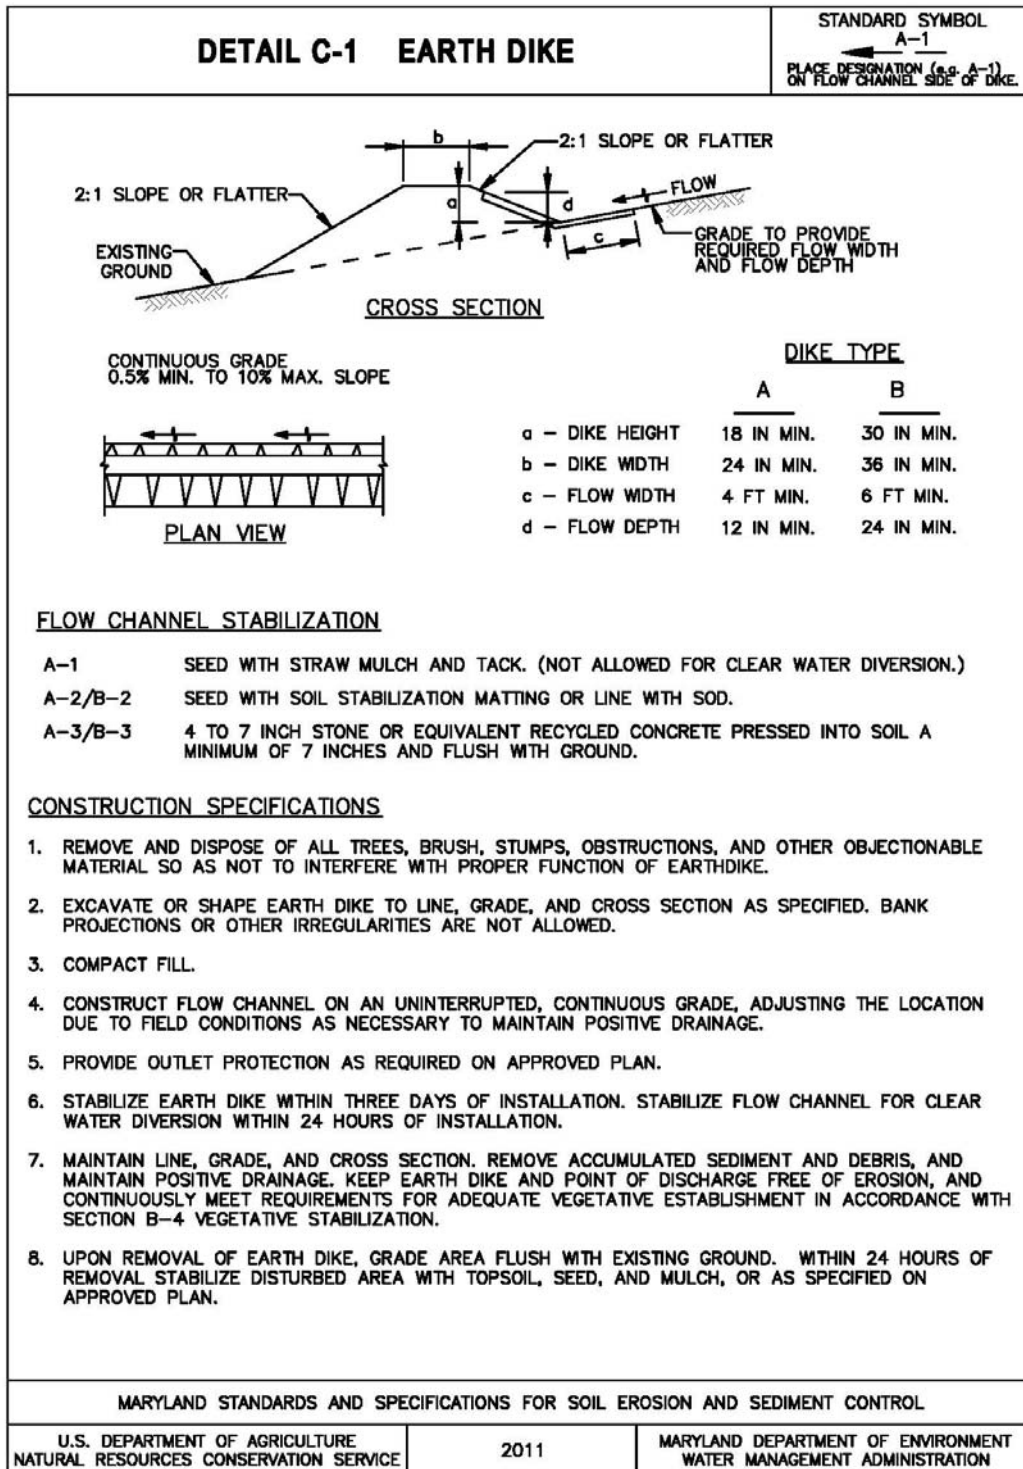 DETAIL C-1 EARTH DIKE
STANDARD SYMBOL
A-1
PLACE DESIGNATION (e.g. A-1)
ON FLOW CHANNEL SIDE OF DIKE.
b
2:1 SLOPE OR FLATTER
2:1 SLOPE OR FLATTER
a
d
FLOW
c
EXISTING
GROUND
GRADE TO PROVIDE
REQUIRED FLOW WIDTH
AND FLOW DEPTH
CROSS SECTION
CONTINUOUS GRADE
0.5% MIN. TO 10% MAX. SLOPE
PLAN VIEW
DIKE TYPE
A B
a - DIKE HEIGHT 18 IN MIN. 30 IN MIN.
b - DIKE WIDTH 24 IN MIN. 36 IN MIN.
c - FLOW WIDTH 4 FT MIN. 6 FT MIN.
d - FLOW DEPTH 12 IN MIN. 24 IN MIN.
FLOW CHANNEL STABILIZATION
A-1 SEED WITH STRAW MULCH AND TACK. (NOT ALLOWED FOR CLEAR WATER DIVERSION.)
A-2/B-2 SEED WITH SOIL STABILIZATION MATTING OR LINE WITH SOD.
A-3/B-3 4 TO 7 INCH STONE OR EQUIVALENT RECYCLED CONCRETE PRESSED INTO SOIL A
MINIMUM OF 7 INCHES AND FLUSH WITH GROUND.
CONSTRUCTION SPECIFICATIONS
1. REMOVE AND DISPOSE OF ALL TREES, BRUSH, STUMPS, OBSTRUCTIONS, AND OTHER OBJECTIONABLE
MATERIAL SO AS NOT TO INTERFERE WITH PROPER FUNCTION OF EARTHDIKE.
2. EXCAVATE OR SHAPE EARTH DIKE TO LINE, GRADE, AND CROSS SECTION AS SPECIFIED. BANK
PROJECTIONS OR OTHER IRREGULARITIES ARE NOT ALLOWED.
3. COMPACT FILL.
4. CONSTRUCT FLOW CHANNEL ON AN UNINTERRUPTED, CONTINUOUS GRADE, ADJUSTING THE LOCATION
DUE TO FIELD CONDITIONS AS NECESSARY TO MAINTAIN POSITIVE DRAINAGE.
5. PROVIDE OUTLET PROTECTION AS REQUIRED ON APPROVED PLAN.
6. STABILIZE EARTH DIKE WITHIN THREE DAYS OF INSTALLATION. STABILIZE FLOW CHANNEL FOR CLEAR
WATER DIVERSION WITHIN 24 HOURS OF INSTALLATION.
7. MAINTAIN LINE, GRADE, AND CROSS SECTION. REMOVE ACCUMULATED SEDIMENT AND DEBRIS, AND
MAINTAIN POSITIVE DRAINAGE. KEEP EARTH DIKE AND POINT OF DISCHARGE FREE OF EROSION, AND
CONTINUOUSLY MEET REQUIREMENTS FOR ADEQUATE VEGETATIVE ESTABLISHMENT IN ACCORDANCE WITH
SECTION B-4 VEGETATIVE STABILIZATION.
8. UPON REMOVAL OF EARTH DIKE, GRADE AREA FLUSH WITH EXISTING GROUND. WITHIN 24 HOURS OF
REMOVAL STABILIZE DISTURBED AREA WITH TOPSOIL, SEED, AND MULCH, OR AS SPECIFIED ON
APPROVED PLAN.
MARYLAND STANDARDS AND SPECIFICATIONS FOR SOIL EROSION AND SEDIMENT CONTROL
U.S. DEPARTMENT OF AGRICULTURE
NATURAL RESOURCES CONSERVATION SERVICE
2011
MARYLAND DEPARTMENT OF ENVIRONMENT
WATER MANAGEMENT ADMINISTRATION